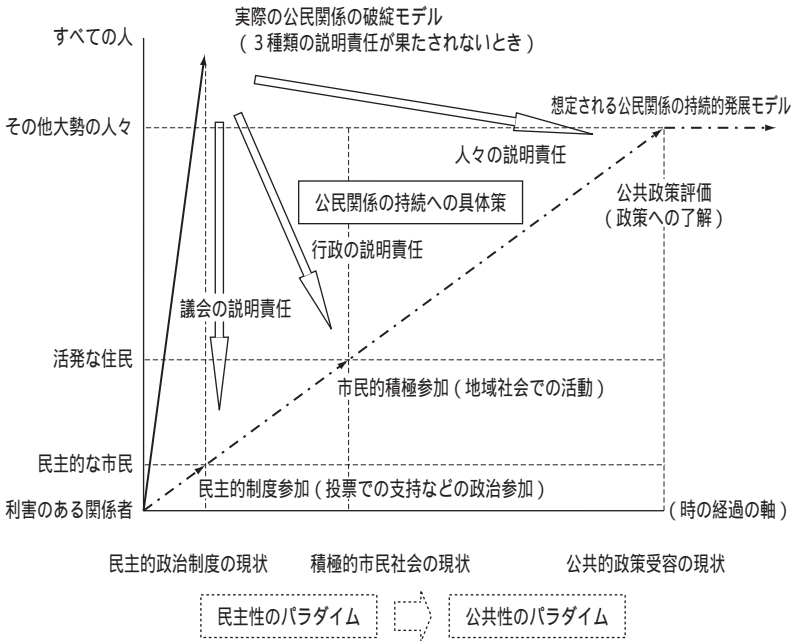 実際の公民関係の破綻モデル
（３種類の説明責任が果たされないとき）
すべての人
想定される公民関係の持続的発展モデル
その他大勢の人々
人々の説明責任
公共政策評価
（政策への了解）
公民関係の持続への具体策
行政の説明責任
議会の説明責任
活発な住民
市民的積極参加（地域社会での活動）
民主的な市民
民主的制度参加（投票での支持などの政治参加）
利害のある関係者
（時の経過の軸）
民主的政治制度の現状
積極的市民社会の現状
公共的政策受容の現状
民主性のパラダイム
公共性のパラダイム